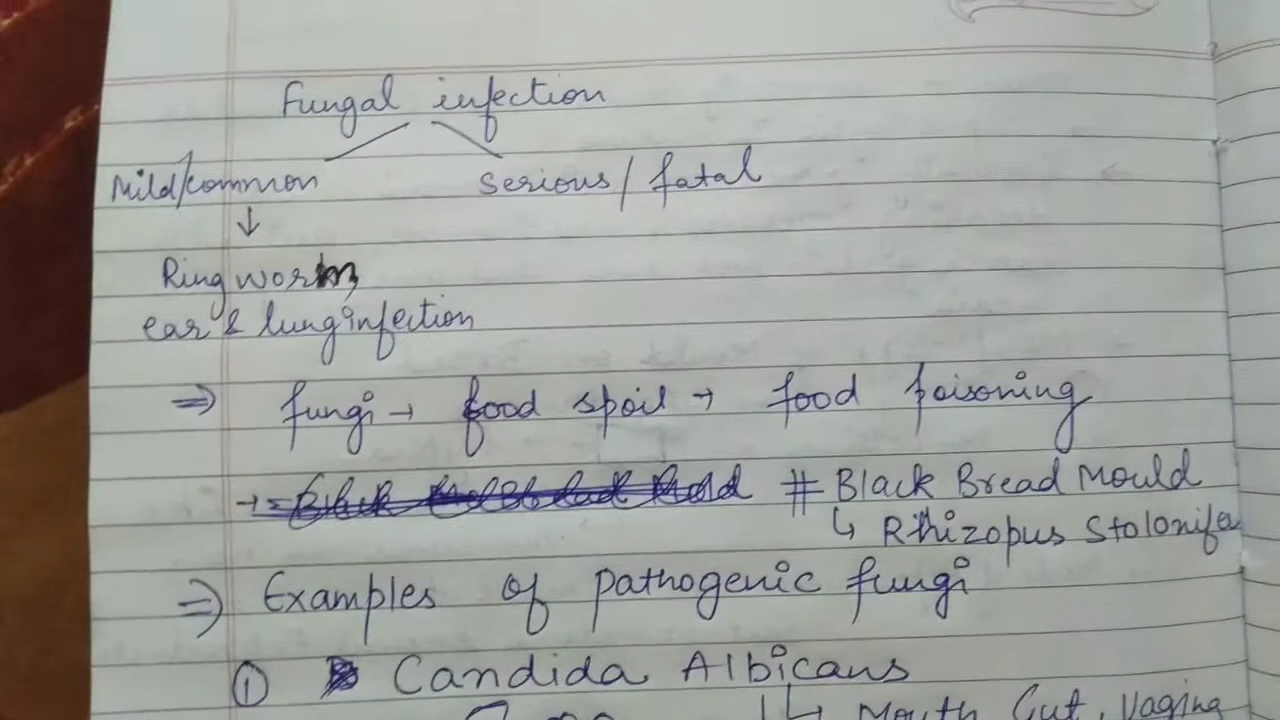 Fungal infection
Mild/common Serious/fatal
↓
Ringworm
ear & lung infection
⇒ fungi → food spoil → food poisoning
→ # Black Bread Mould
↳ Rhizopus Stolonifer
⇒ Examples of pathogenic fungi
① Candida Albicans
↳ Mouth Gut, Vagina